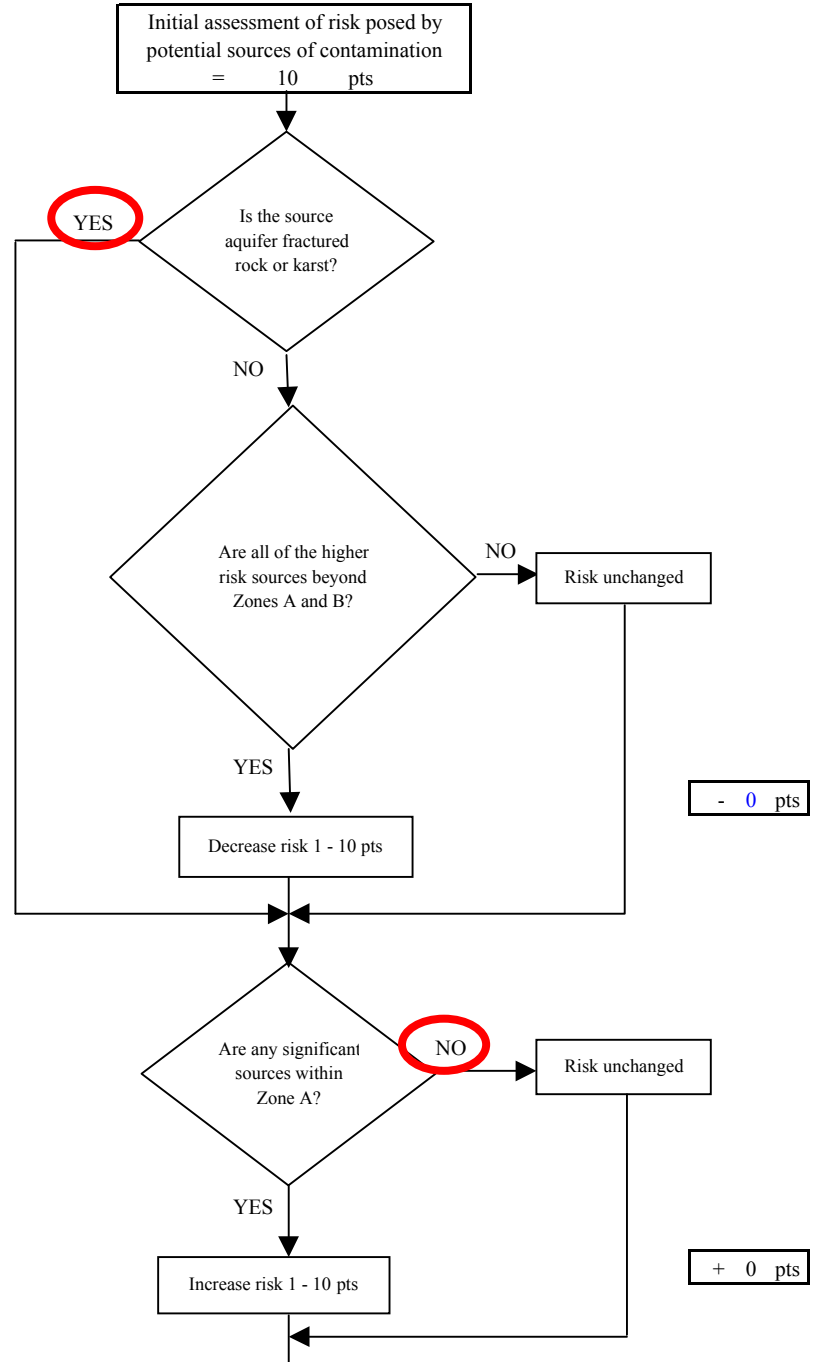 Initial assessment of risk posed by
potential sources of contamination
= 10 pts
YES
Is the source
aquifer fractured
rock or karst?
NO
Are all of the higher
risk sources beyond
Zones A and B?
NO
Risk unchanged
YES
- 0 pts
Decrease risk 1 - 10 pts
Are any significant
sources within
Zone A?
NO
Risk unchanged
YES
+ 0 pts
Increase risk 1 - 10 pts